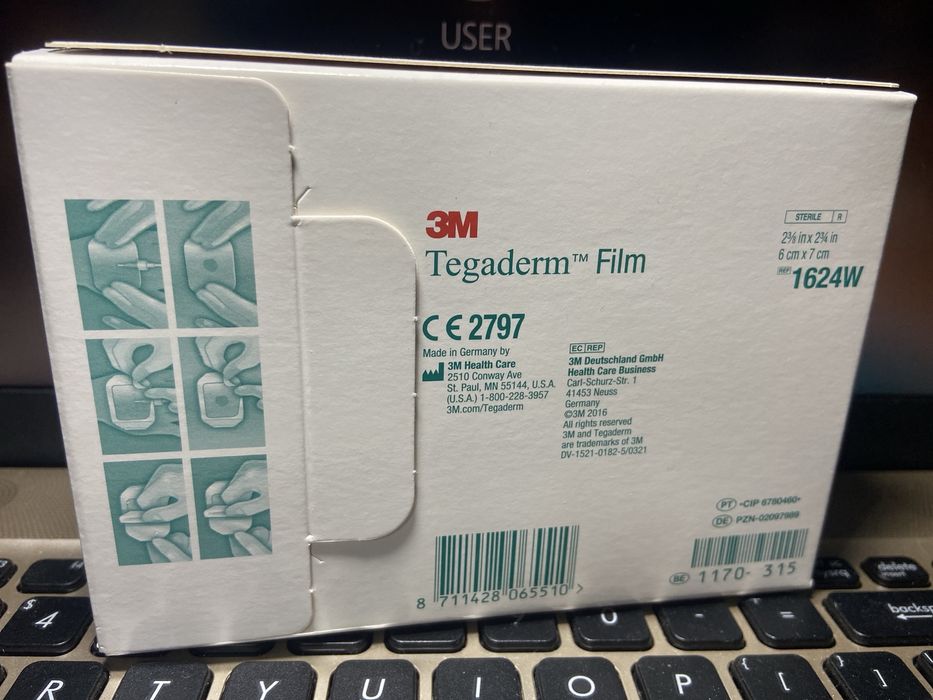 USER
3M
Tegaderm™ Film
STERILE R
2⅜ in x 2¾ in
6 cm x 7 cm
REF 1624W
CE 2797
Made in Germany by
3M Health Care
2510 Conway Ave
St. Paul, MN 55144, U.S.A.
(U.S.A.) 1-800-228-3957
3M.com/Tegaderm
EC REP
3M Deutschland GmbH
Health Care Business
Carl-Schurz-Str. 1
41453 Neuss
Germany
©3M 2016
All rights reserved
3M and Tegaderm
are trademarks of 3M
DV-1521-0182-5/0321
PT •CIP 6780460•
DE PZN-02097989
BE 1170- 315
8 711428 065510 >
$ 4
- =
delete
backsp
R T Y U I O P { [ } ]